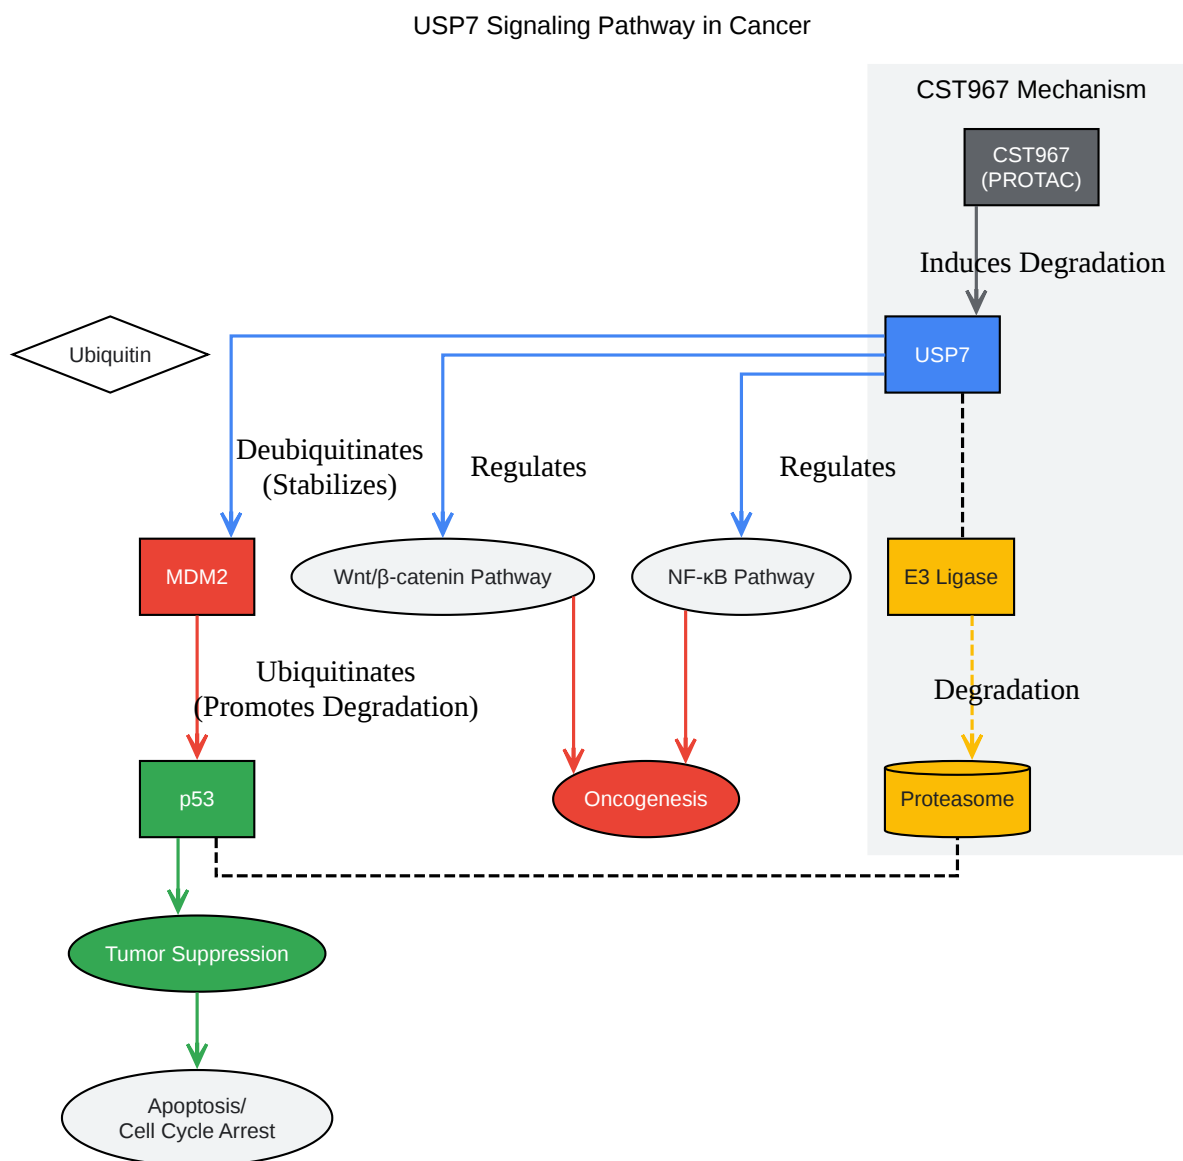 USP7 Signaling Pathway in Cancer
CST967 Mechanism
CST967
(PROTAC)
Induces Degradation
Ubiquitin
USP7
Deubiquitinates
(Stabilizes)
Regulates
Regulates
MDM2
Wnt/β-catenin Pathway
NF-κB Pathway
E3 Ligase
Ubiquitinates
(Promotes Degradation)
Degradation
p53
Oncogenesis
Proteasome
Tumor Suppression
Apoptosis/
Cell Cycle Arrest